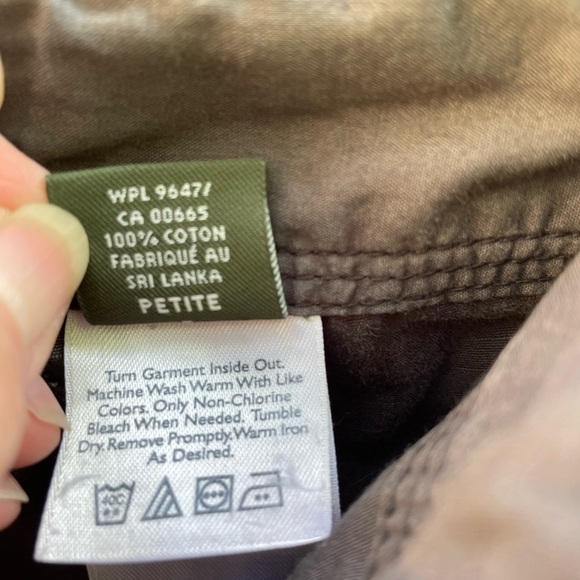 WPL 9647/
CA 00665
100% COTON
FABRIQUÉ AU
SRI LANKA
PETITE
Turn Garment Inside Out.
Machine Wash Warm With Like
Colors. Only Non-Chlorine
Bleach When Needed. Tumble
Dry. Remove Promptly. Warm Iron
As Desired.
40C